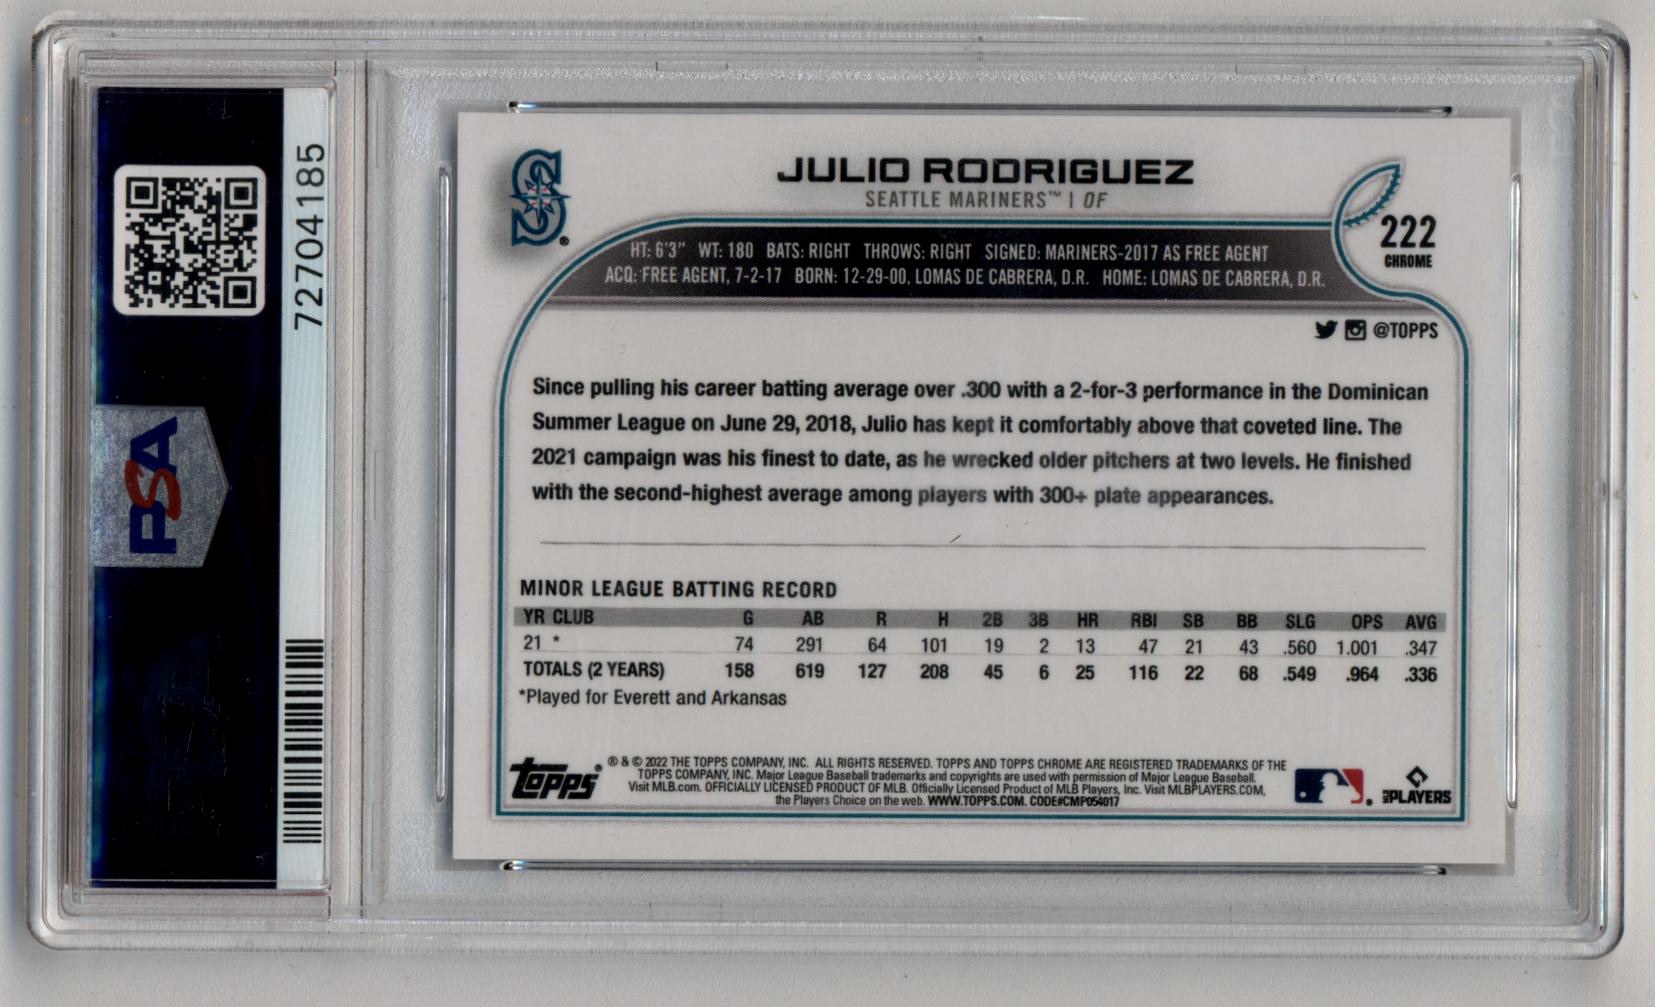 72704185
PSA
JULIO RODRIGUEZ
SEATTLE MARINERS™ | OF
222
CHROME
HT: 6'3" WT: 180 BATS: RIGHT THROWS: RIGHT SIGNED: MARINERS-2017 AS FREE AGENT
ACQ: FREE AGENT, 7-2-17 BORN: 12-29-00, LOMAS DE CABRERA, D.R. HOME: LOMAS DE CABRERA, D.R.
@TOPPS
Since pulling his career batting average over .300 with a 2-for-3 performance in the Dominican
Summer League on June 29, 2018, Julio has kept it comfortably above that coveted line. The
2021 campaign was his finest to date, as he wrecked older pitchers at two levels. He finished
with the second-highest average among players with 300+ plate appearances.
MINOR LEAGUE BATTING RECORD
YR CLUB G AB R H 2B 3B HR RBI SB BB SLG OPS AVG
21 * 74 291 64 101 19 2 13 47 21 43 .560 1.001 .347
TOTALS (2 YEARS) 158 619 127 208 45 6 25 116 22 68 .549 .964 .336
*Played for Everett and Arkansas
Topps®
® & © 2022 THE TOPPS COMPANY, INC. ALL RIGHTS RESERVED. TOPPS AND TOPPS CHROME ARE REGISTERED TRADEMARKS OF THE
TOPPS COMPANY, INC. Major League Baseball trademarks and copyrights are used with permission of Major League Baseball.
Visit MLB.com. OFFICIALLY LICENSED PRODUCT OF MLB. Officially Licensed Product of MLB Players, Inc. Visit MLBPLAYERS.COM,
the Players Choice on the web. WWW.TOPPS.COM. CODE#CMP054017
MLB PLAYERS